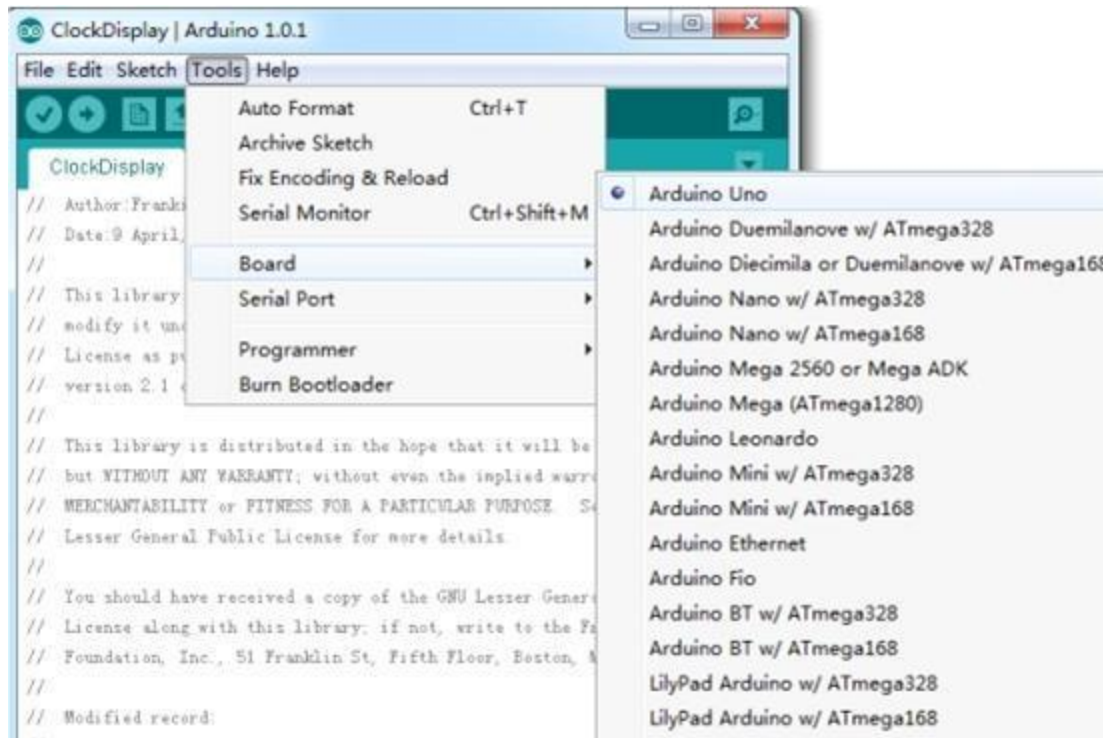 ClockDisplay | Arduino 1.0.1
File Edit Sketch Tools Help
Auto Format Ctrl+T
Archive Sketch
Fix Encoding & Reload
Serial Monitor Ctrl+Shift+M
Board
Serial Port
Programmer
Burn Bootloader
Arduino Uno
Arduino Duemilanove w/ ATmega328
Arduino Diecimila or Duemilanove w/ ATmega168
Arduino Nano w/ ATmega328
Arduino Nano w/ ATmega168
Arduino Mega 2560 or Mega ADK
Arduino Mega (ATmega1280)
Arduino Leonardo
Arduino Mini w/ ATmega328
Arduino Mini w/ ATmega168
Arduino Ethernet
Arduino Fio
Arduino BT w/ ATmega328
Arduino BT w/ ATmega168
LilyPad Arduino w/ ATmega328
LilyPad Arduino w/ ATmega168
ClockDisplay
// Author:Franki
// Date:9 April,
//
// This library
// modify it und
// License as pu
// version 2.1
//
// This library is distributed in the hope that it will be
// but WITHOUT ANY WARRANTY; without even the implied warr
// MERCHANTABILITY or FITNESS FOR A PARTICULAR PURPOSE. Se
// Lesser General Public License for more details.
//
// You should have received a copy of the GNU Lesser Gener
// License along with this library; if not, write to the F
// Foundation, Inc., 51 Franklin St, Fifth Floor, Boston,
//
// Modified record: